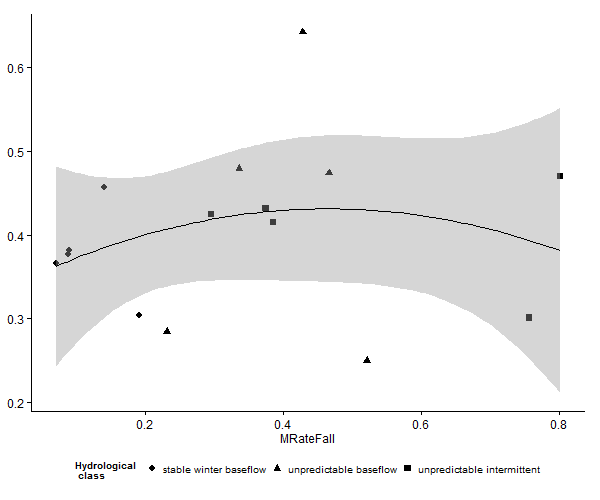 0.6
0.5
0.4
0.3
0.2
0.2 0.4 0.6 0.8
MRateFall
Hydrological
class
stable winter baseflow unpredictable baseflow unpredictable intermittent